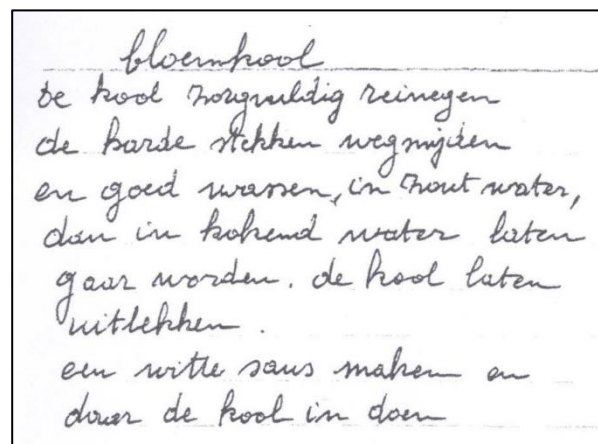 bloemkool
de kool zorgvuldig reinegen
de harde stekken wegsnijden
en goed wassen, in zout water,
dan in kokend water laten
gaar worden. de kool laten
uitlekken.
een witte saus maken en
daar de kool in doen